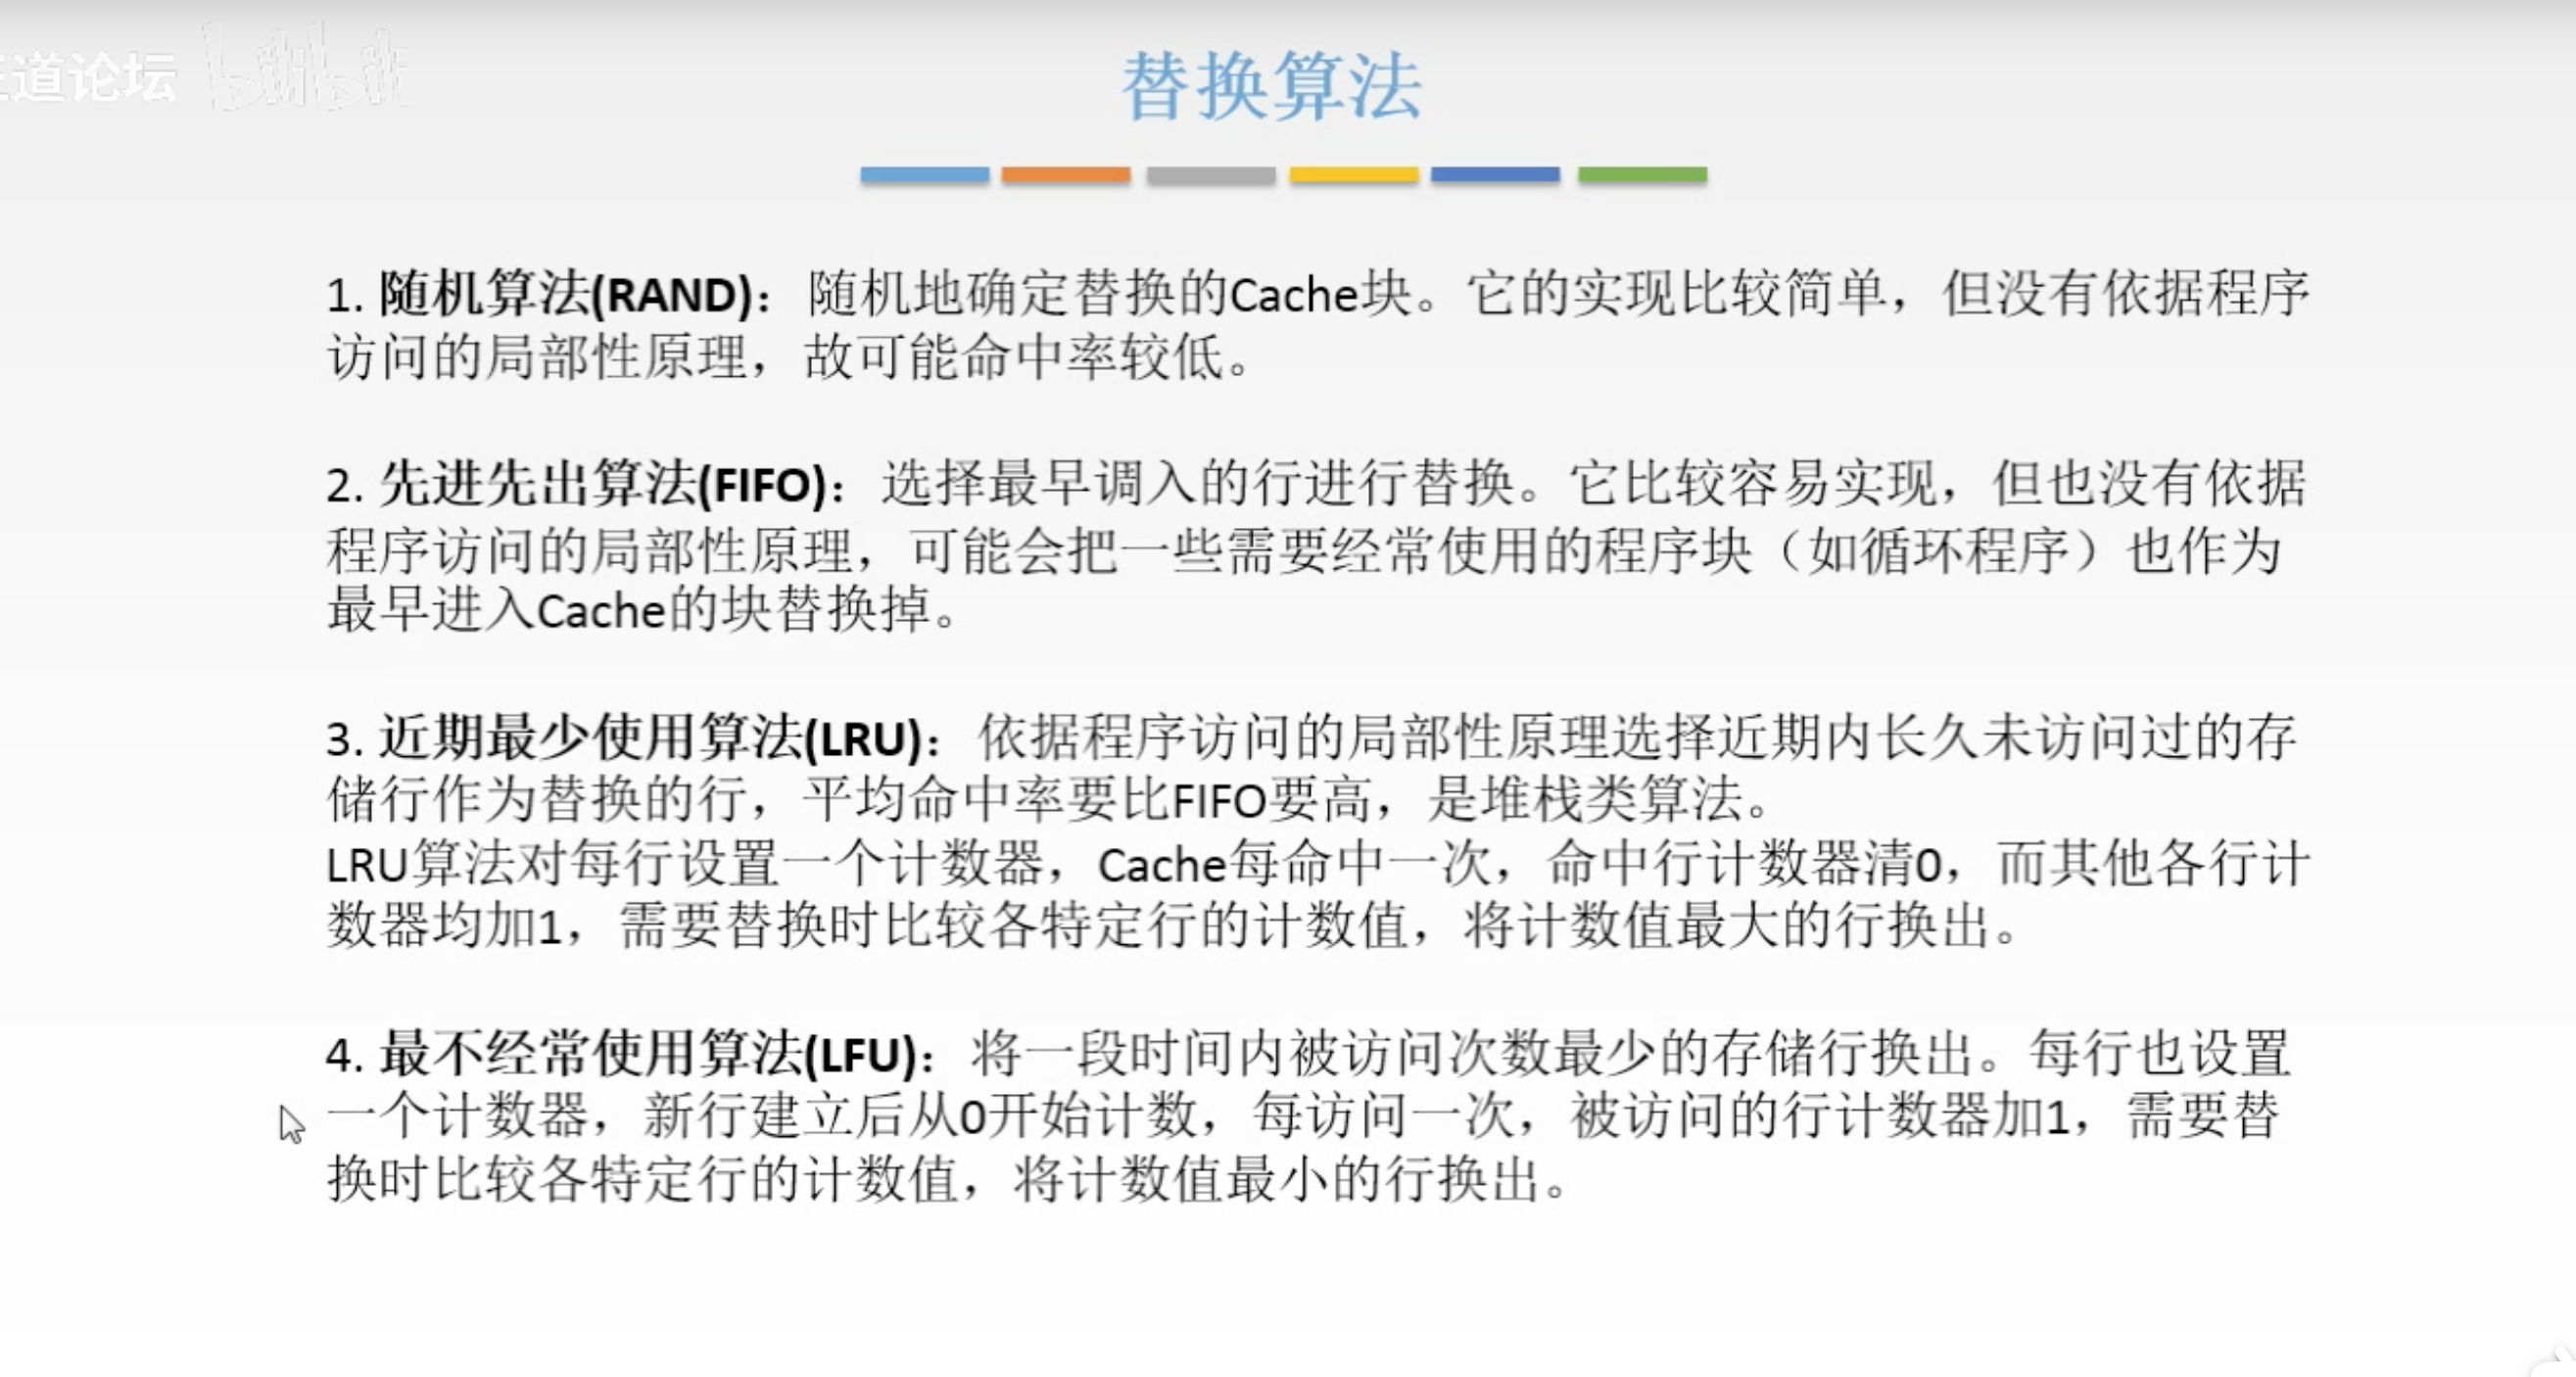 道论坛 bilibili
替换算法
1. 随机算法(RAND)：随机地确定替换的Cache块。它的实现比较简单，但没有依据程序
访问的局部性原理，故可能命中率较低。
2. 先进先出算法(FIFO)：选择最早调入的行进行替换。它比较容易实现，但也没有依据
程序访问的局部性原理，可能会把一些需要经常使用的程序块（如循环程序）也作为
最早进入Cache的块替换掉。
3. 近期最少使用算法(LRU)：依据程序访问的局部性原理选择近期内长久未访问过的存
储行作为替换的行，平均命中率要比FIFO要高，是堆栈类算法。
LRU算法对每行设置一个计数器，Cache每命中一次，命中行计数器清0，而其他各行计
数器均加1，需要替换时比较各特定行的计数值，将计数值最大的行换出。
4. 最不经常使用算法(LFU)：将一段时间内被访问次数最少的存储行换出。每行也设置
一个计数器，新行建立后从0开始计数，每访问一次，被访问的行计数器加1，需要替
换时比较各特定行的计数值，将计数值最小的行换出。